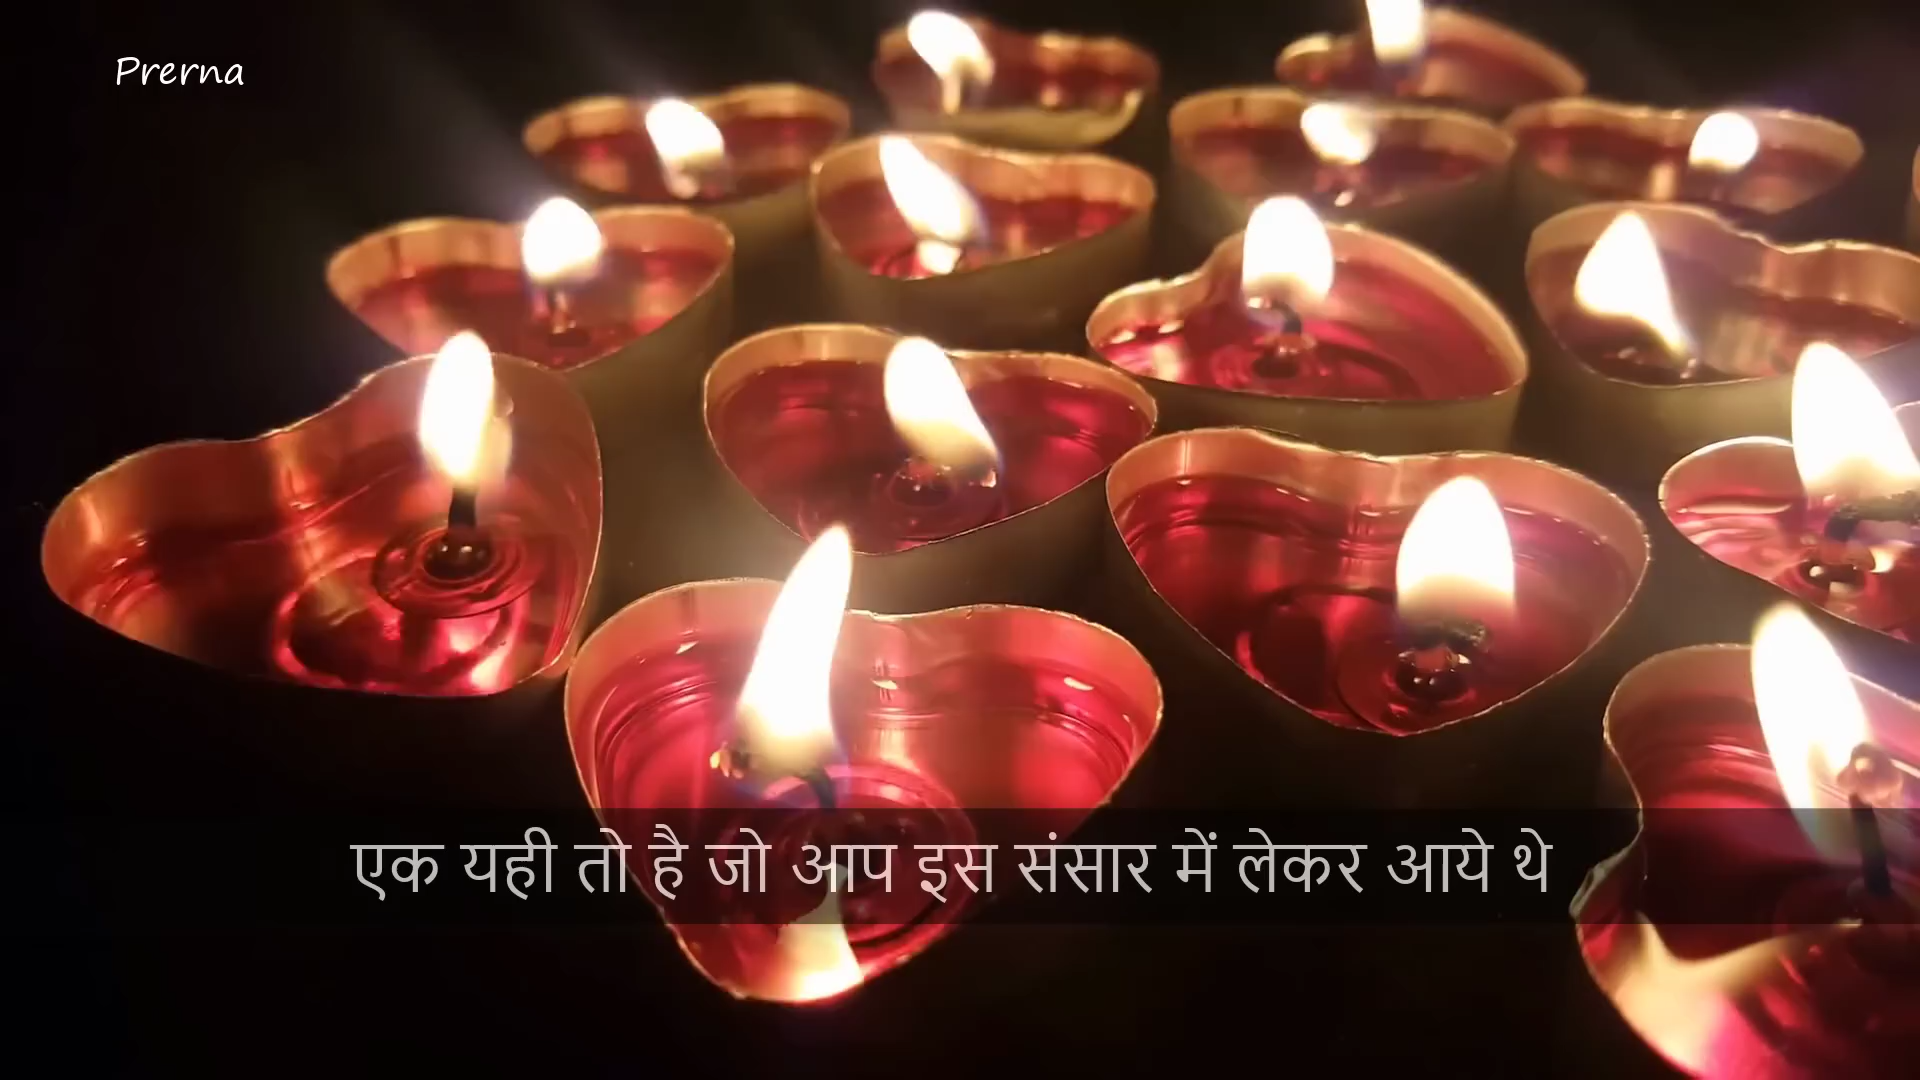 Prerna
एक यही तो है जो आप इस संसार में लेकर आये थे